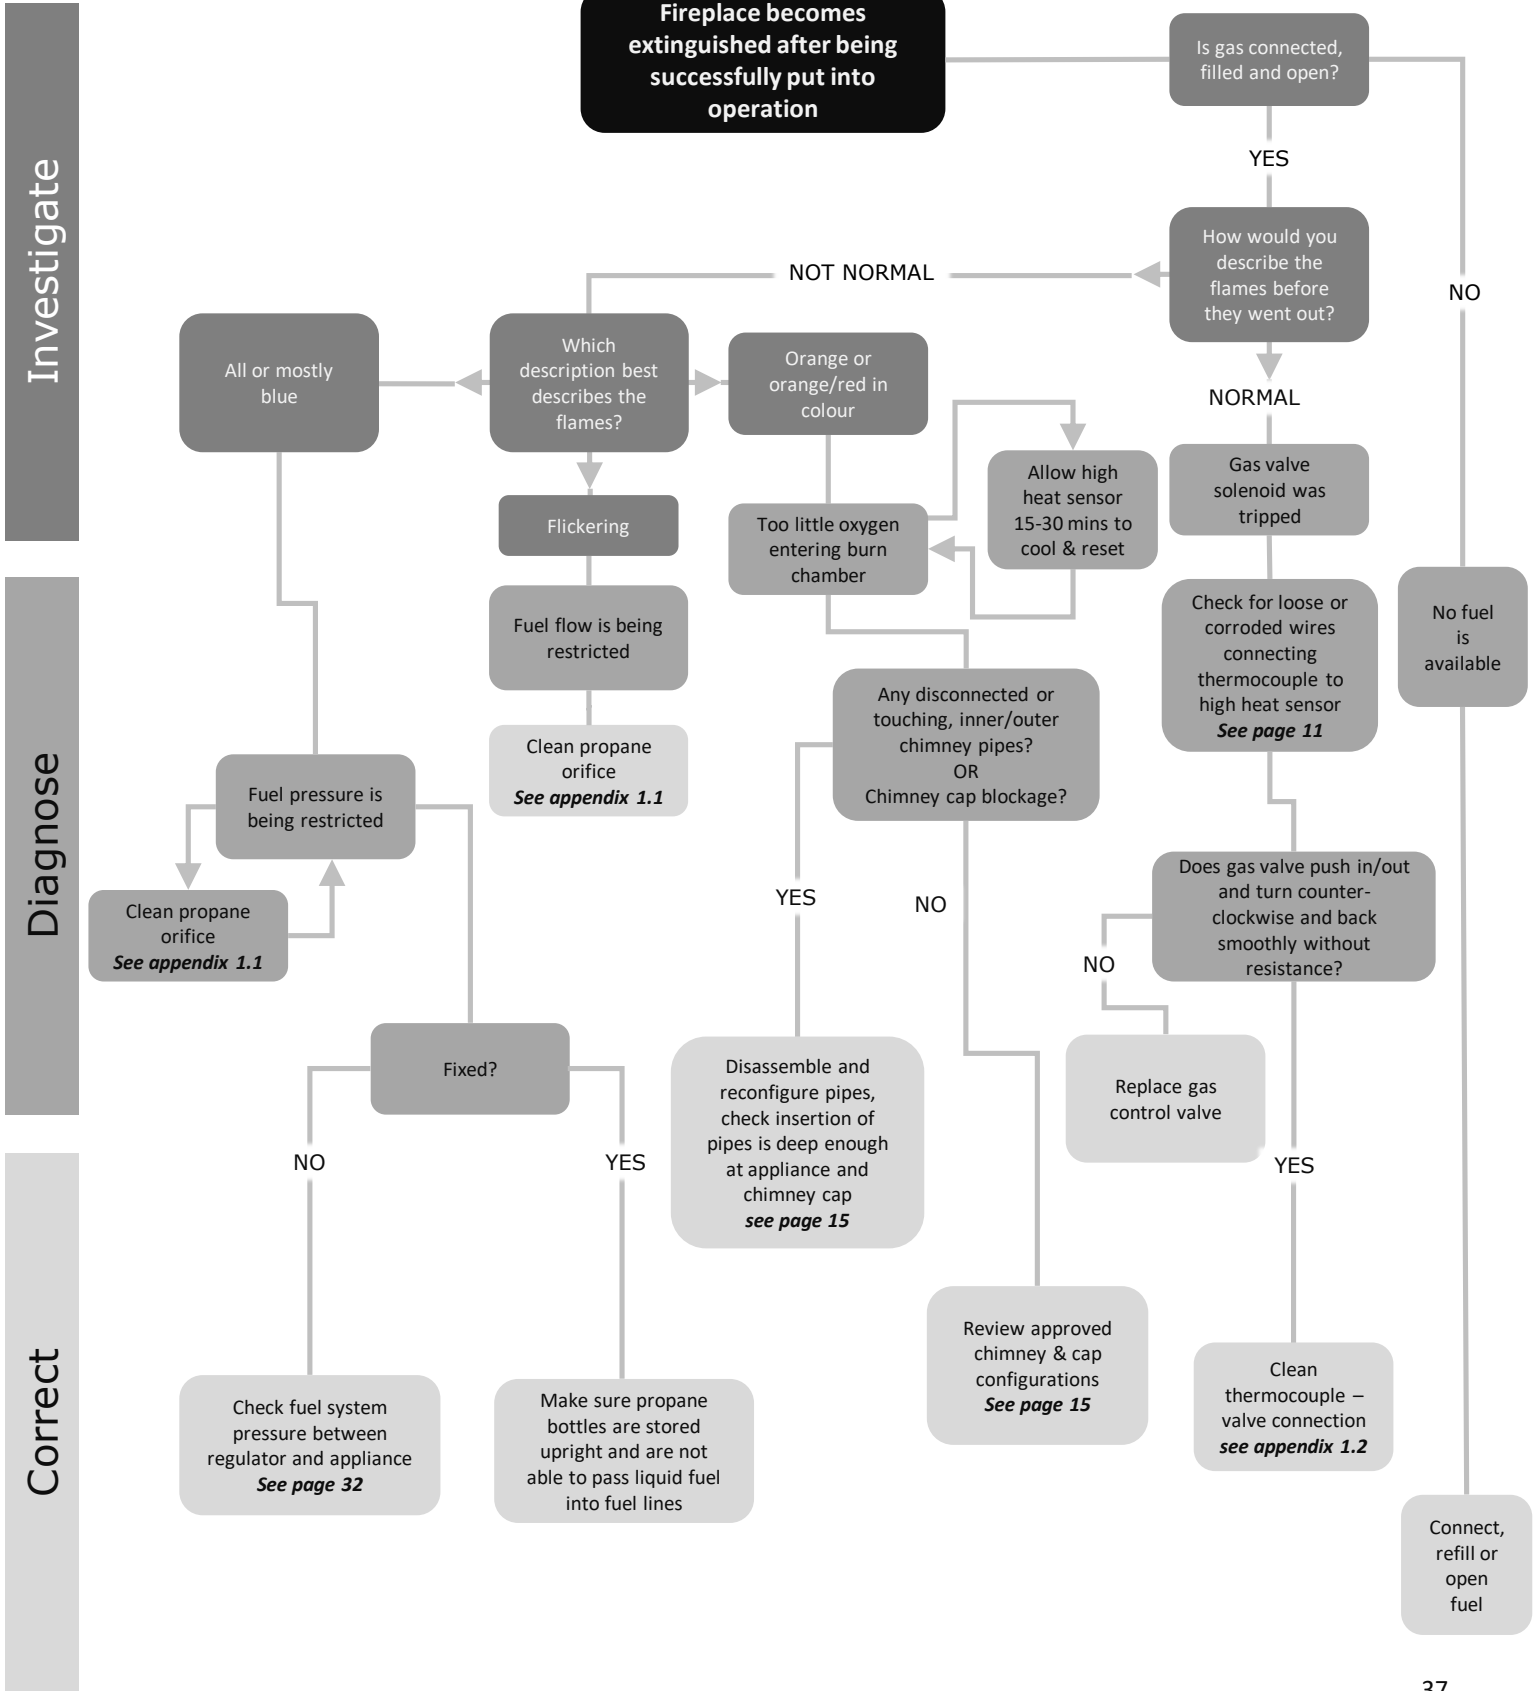 Fireplace becomes
extinguished after being
successfully put into
operation
Is gas connected,
filled and open?
YES
NO
How would you
describe the
flames before
they went out?
NOT NORMAL
NORMAL
Investigate
All or mostly
blue
Which
description best
describes the
flames?
Orange or
orange/red in
colour
Flickering
Too little oxygen
entering burn
chamber
Allow high
heat sensor
15-30 mins to
cool & reset
Gas valve
solenoid was
tripped
Diagnose
Fuel flow is being
restricted
Clean propane
orifice
See appendix 1.1
Check for loose or
corroded wires
connecting
thermocouple to
high heat sensor
See page 11
No fuel
is
available
Any disconnected or
touching, inner/outer
chimney pipes?
OR
Chimney cap blockage?
Fuel pressure is
being restricted
Clean propane
orifice
See appendix 1.1
YES
NO
Does gas valve push in/out
and turn counter-
clockwise and back
smoothly without
resistance?
NO
YES
Fixed?
NO
YES
Disassemble and
reconfigure pipes,
check insertion of
pipes is deep enough
at appliance and
chimney cap
see page 15
Replace gas
control valve
Correct
Check fuel system
pressure between
regulator and appliance
See page 32
Make sure propane
bottles are stored
upright and are not
able to pass liquid fuel
into fuel lines
Review approved
chimney & cap
configurations
See page 15
Clean
thermocouple –
valve connection
see appendix 1.2
Connect,
refill or
open
fuel
37